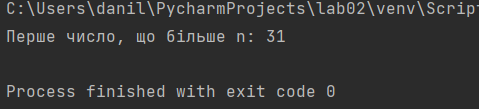 C:\Users\danil\PycharmProjects\lab02\venv\Script
Перше число, що більше n: 31
Process finished with exit code 0